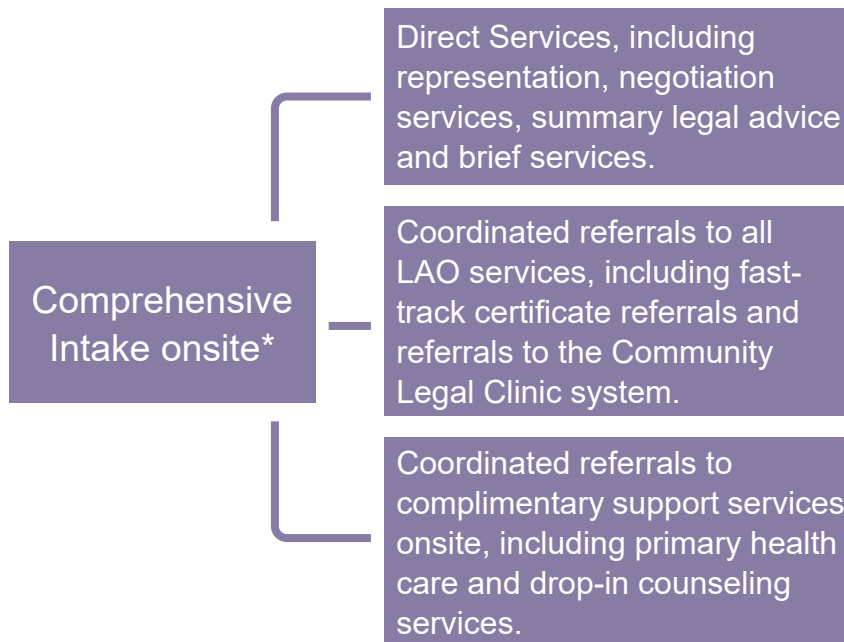 Direct Services, including
representation, negotiation
services, summary legal advice
and brief services.
Comprehensive
Intake onsite*
Coordinated referrals to all
LAO services, including fast-
track certificate referrals and
referrals to the Community
Legal Clinic system.
Coordinated referrals to
complimentary support services
onsite, including primary health
care and drop-in counseling
services.